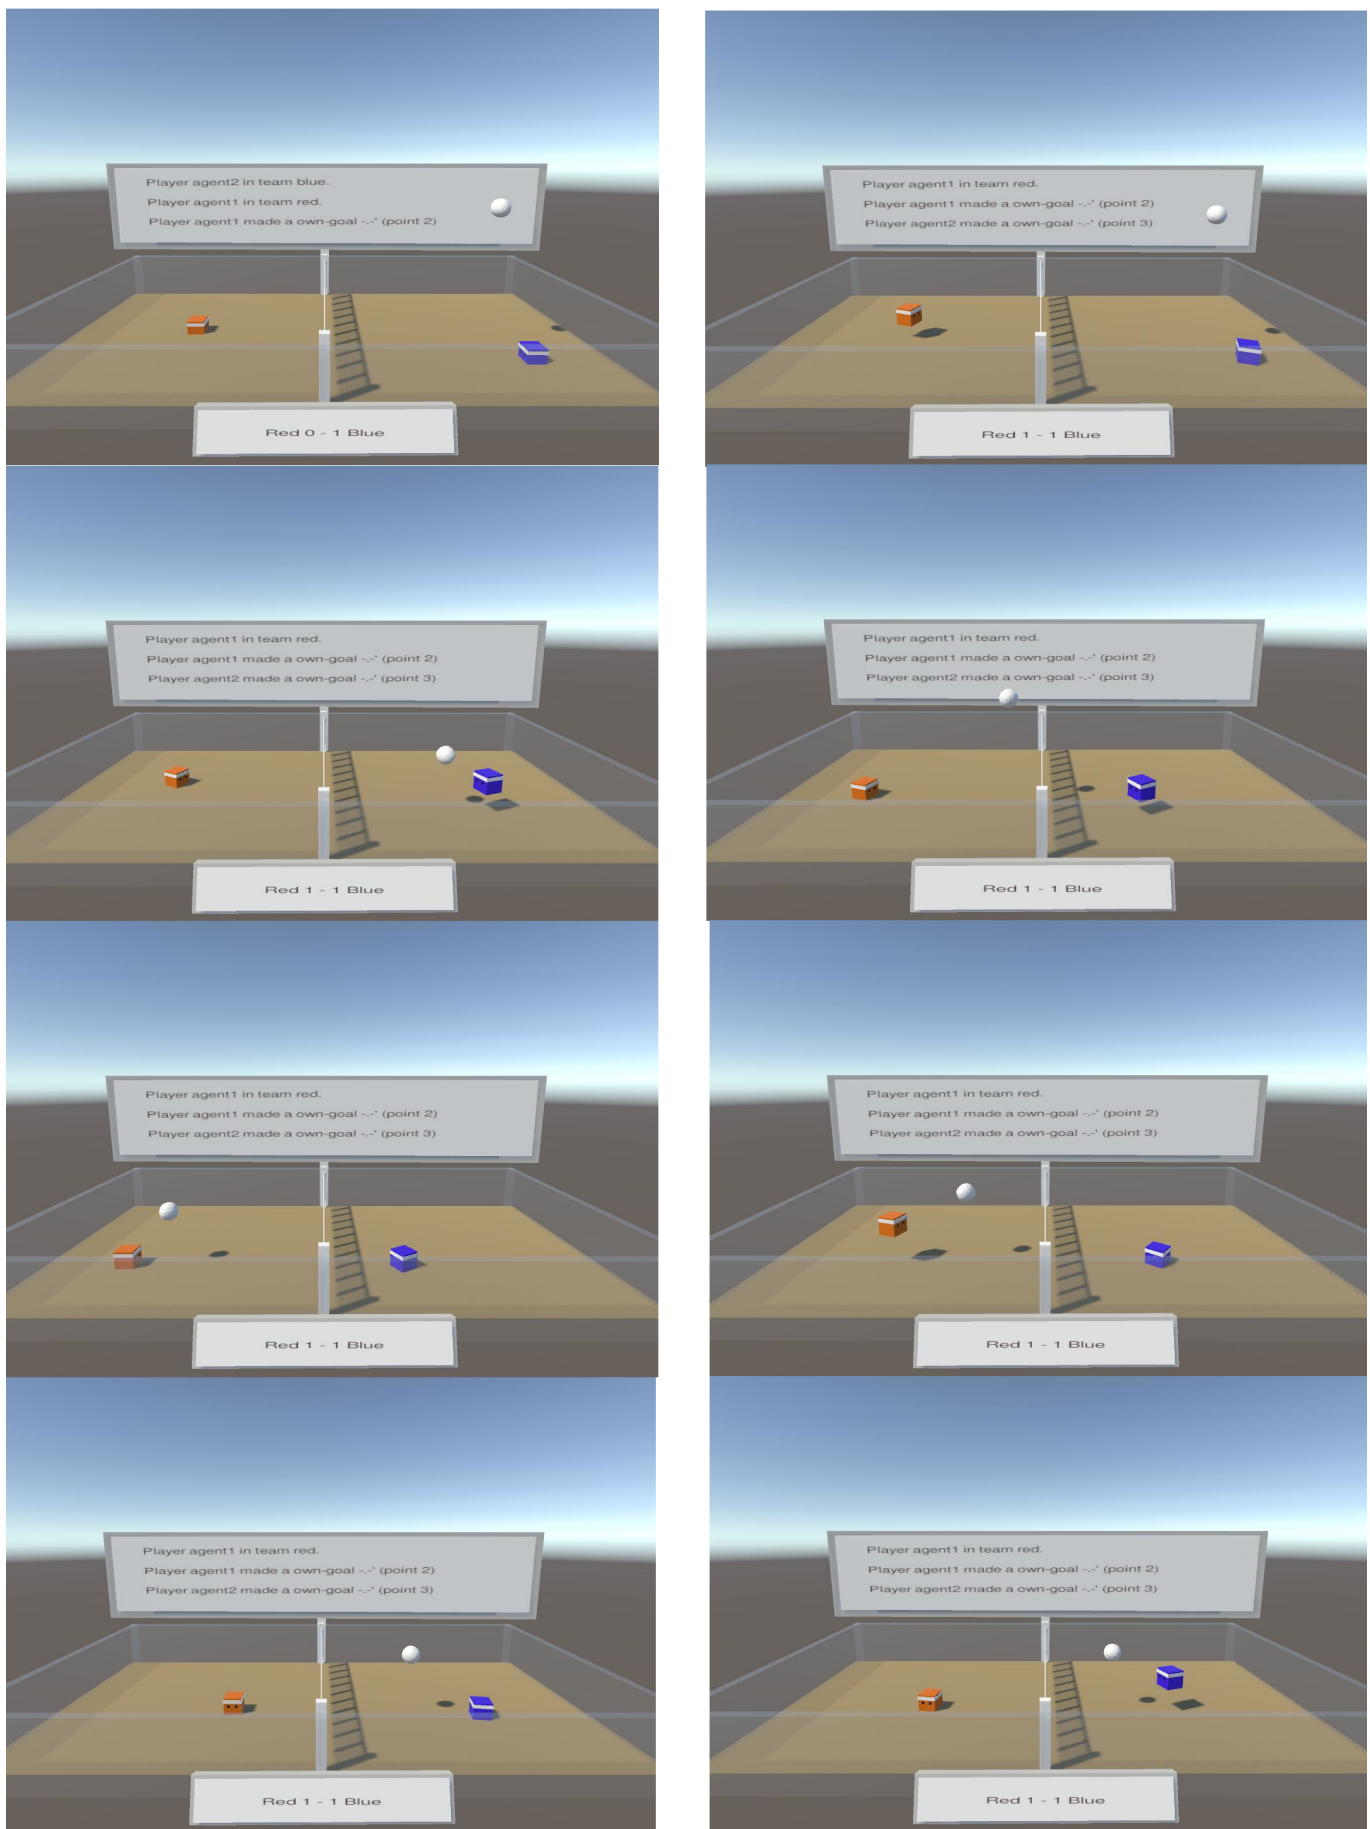 Player agent2 in team blue.
Player agent1 in team red.
Player agent1 made a own-goal -.-' (point 2)
Red 0 - 1 Blue
Player agent1 in team red.
Player agent1 made a own-goal -.-' (point 2)
Player agent2 made a own-goal -.-' (point 3)
Red 1 - 1 Blue
Player agent1 in team red.
Player agent1 made a own-goal -.-' (point 2)
Player agent2 made a own-goal -.-' (point 3)
Red 1 - 1 Blue
Player agent1 in team red.
Player agent1 made a own-goal -.-' (point 2)
Player agent2 made a own-goal -.-' (point 3)
Red 1 - 1 Blue
Player agent1 in team red.
Player agent1 made a own-goal -.-' (point 2)
Player agent2 made a own-goal -.-' (point 3)
Red 1 - 1 Blue
Player agent1 in team red.
Player agent1 made a own-goal -.-' (point 2)
Player agent2 made a own-goal -.-' (point 3)
Red 1 - 1 Blue
Player agent1 in team red.
Player agent1 made a own-goal -.-' (point 2)
Player agent2 made a own-goal -.-' (point 3)
Red 1 - 1 Blue
Player agent1 in team red.
Player agent1 made a own-goal -.-' (point 2)
Player agent2 made a own-goal -.-' (point 3)
Red 1 - 1 Blue